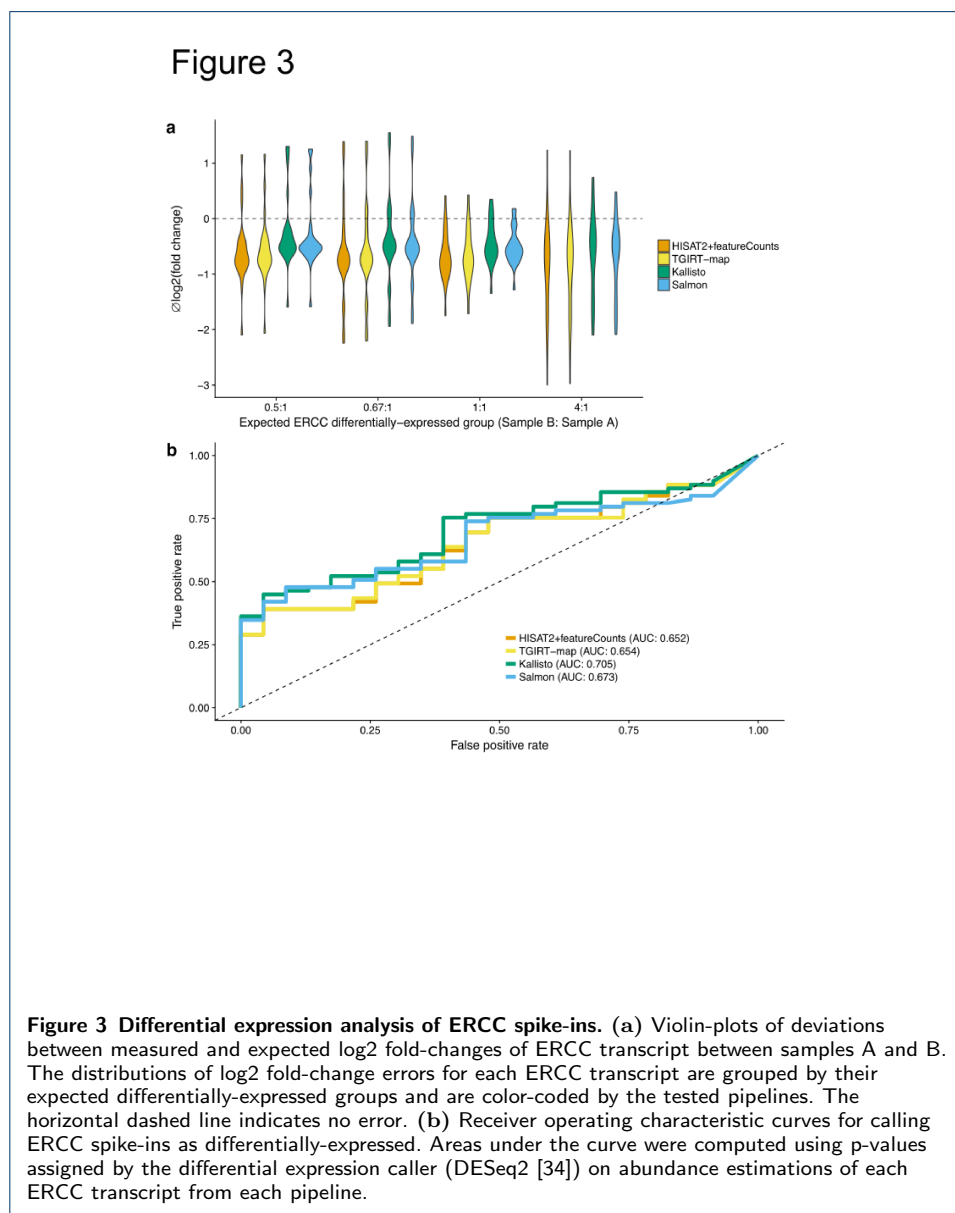 Figure 3
a
1
0
−1
−2
−3
∅log2(fold change)
0.5:1
0.67:1
1:1
4:1
Expected ERCC differentially−expressed group (Sample B: Sample A)
HISAT2+featureCounts
TGIRT−map
Kallisto
Salmon
b
1.00
0.75
0.50
0.25
0.00
True positive rate
HISAT2+featureCounts (AUC: 0.652)
TGIRT−map (AUC: 0.654)
Kallisto (AUC: 0.705)
Salmon (AUC: 0.673)
0.00
0.25
0.50
0.75
1.00
False positive rate
Figure 3 Differential expression analysis of ERCC spike-ins. (a) Violin-plots of deviations
between measured and expected log2 fold-changes of ERCC transcript between samples A and B.
The distributions of log2 fold-change errors for each ERCC transcript are grouped by their
expected differentially-expressed groups and are color-coded by the tested pipelines. The
horizontal dashed line indicates no error. (b) Receiver operating characteristic curves for calling
ERCC spike-ins as differentially-expressed. Areas under the curve were computed using p-values
assigned by the differential expression caller (DESeq2 [34]) on abundance estimations of each
ERCC transcript from each pipeline.